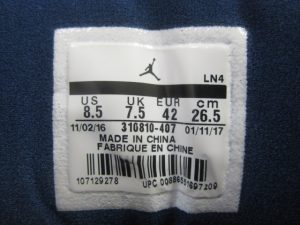 LN4
US UK EUR cm
8.5 7.5 42 26.5
11/02/16 310810-407 01/11/17
MADE IN CHINA
FABRIQUE EN CHINE
107129278
UPC